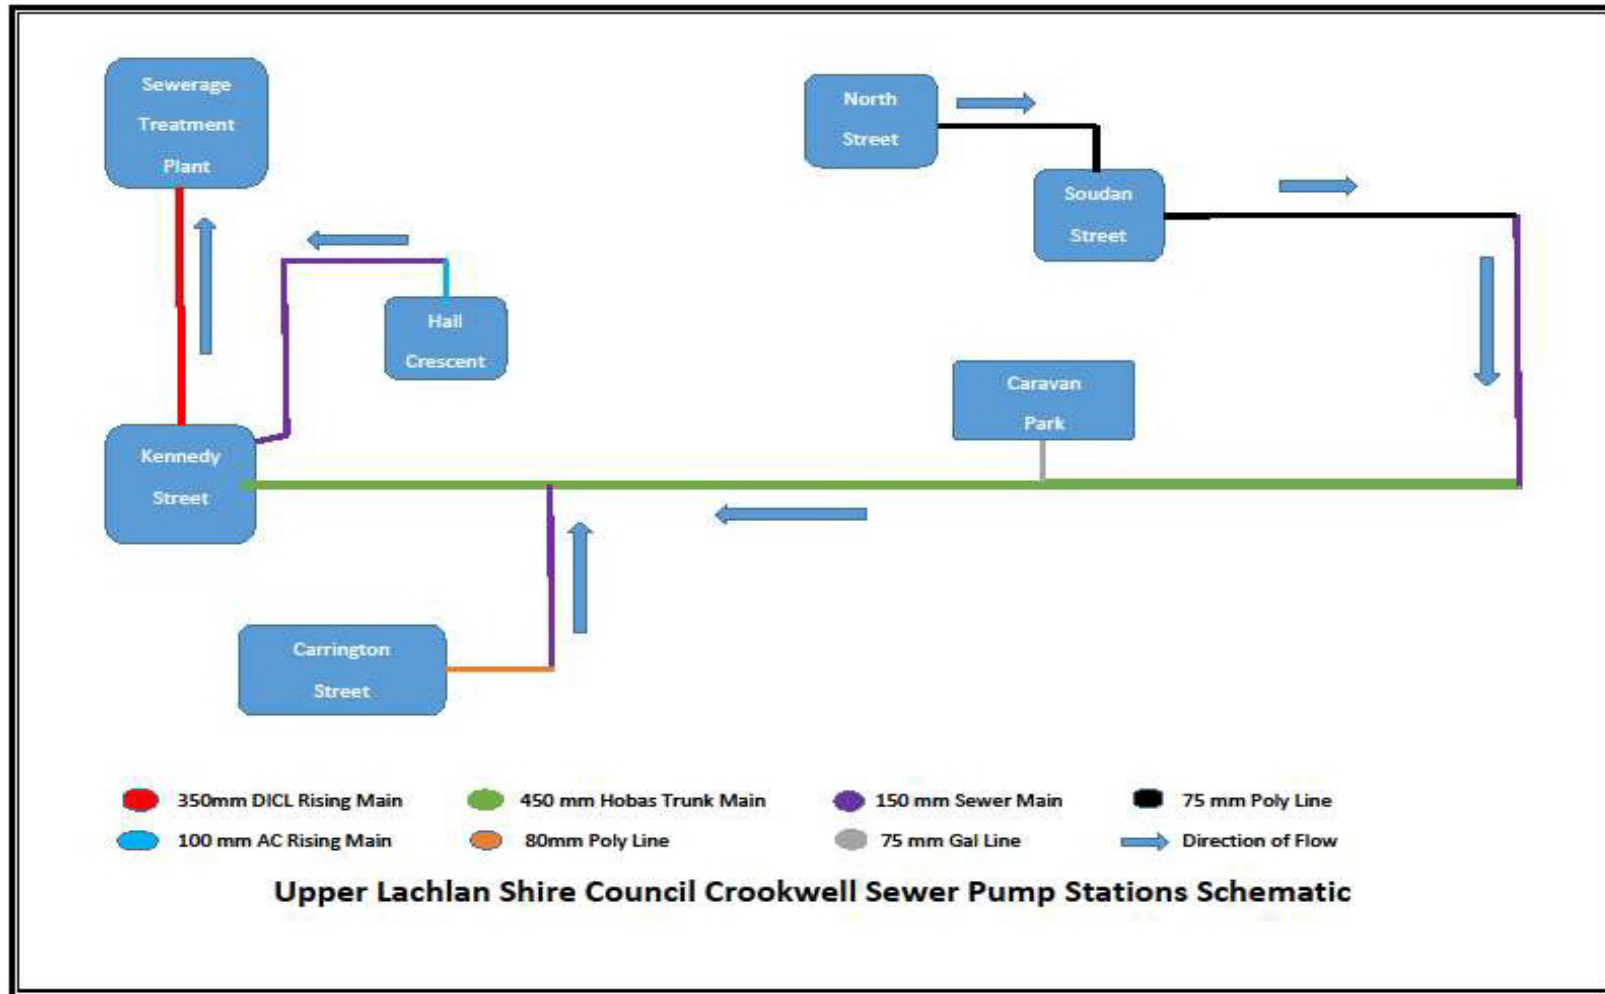 Sewerage
Treatment
Plant
North
Street
Soudan
Street
Hall
Crescent
Caravan
Park
Kennedy
Street
Carrington
Street
350mm DICL Rising Main
450 mm Hobas Trunk Main
150 mm Sewer Main
75 mm Poly Line
100 mm AC Rising Main
80mm Poly Line
75 mm Gal Line
Direction of Flow
Upper Lachlan Shire Council Crookwell Sewer Pump Stations Schematic